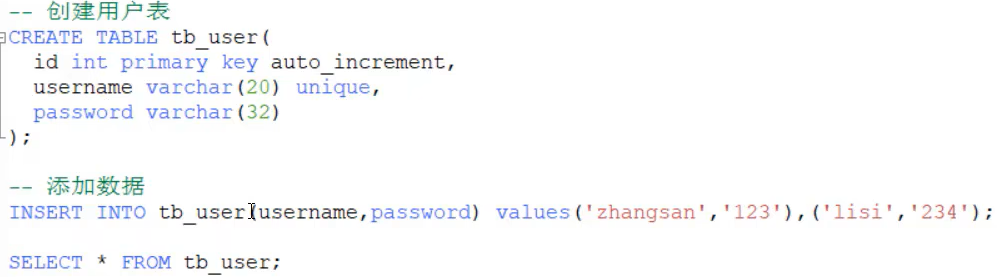 -- 创建用户表
CREATE TABLE tb_user(
id int primary key auto_increment,
username varchar(20) unique,
password varchar(32)
);
-- 添加数据
INSERT INTO tb_user(username,password) values('zhangsan','123'),('lisi','234');
SELECT * FROM tb_user;